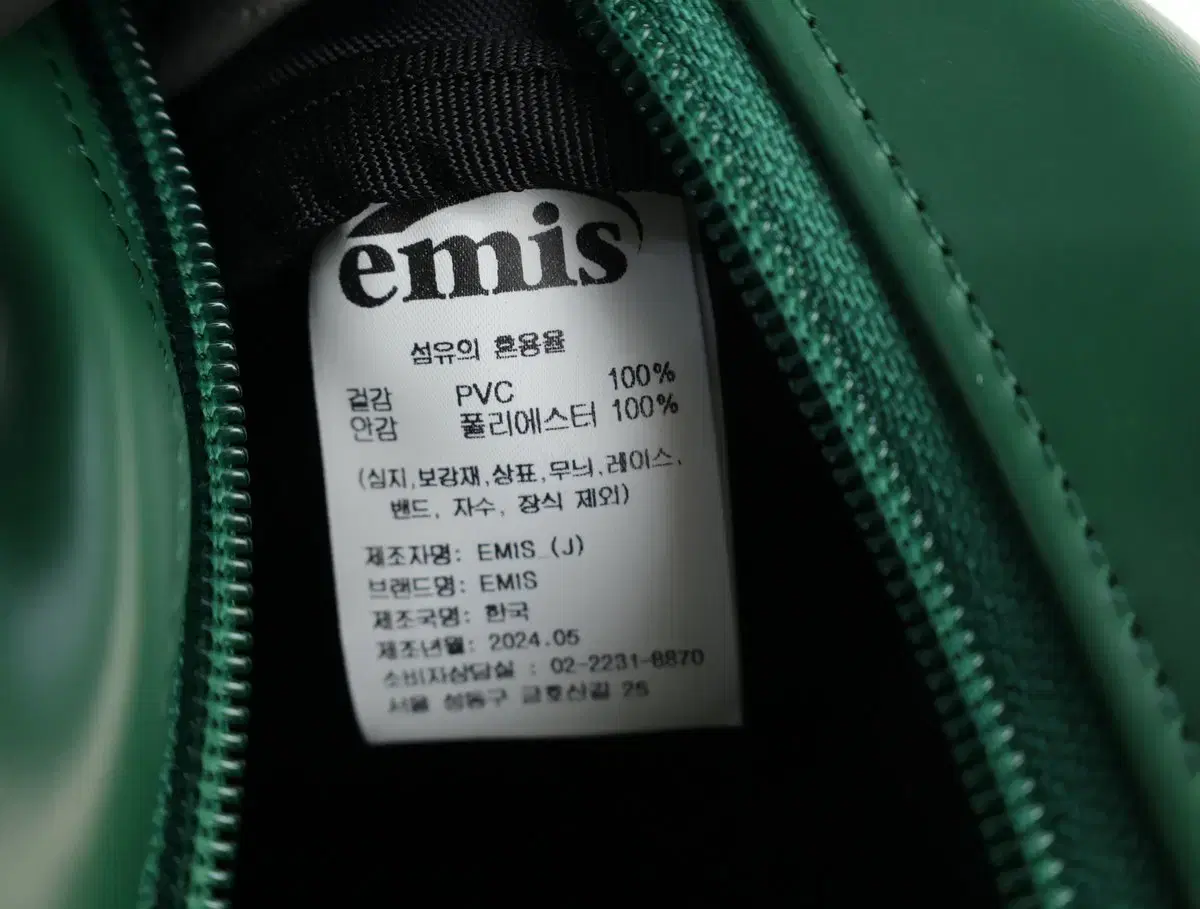 emis
섬유의 혼용율
겉감 PVC 100%
안감 폴리에스터 100%
(심지,보강재,상표,무늬,레이스,
밴드, 자수, 장식 제외)
제조자명: EMIS (J)
브랜드명: EMIS
제조국명: 한국
제조년월: 2024.05
소비자상담실 : 02-2231-8870
서울 성동구 금호산길 25